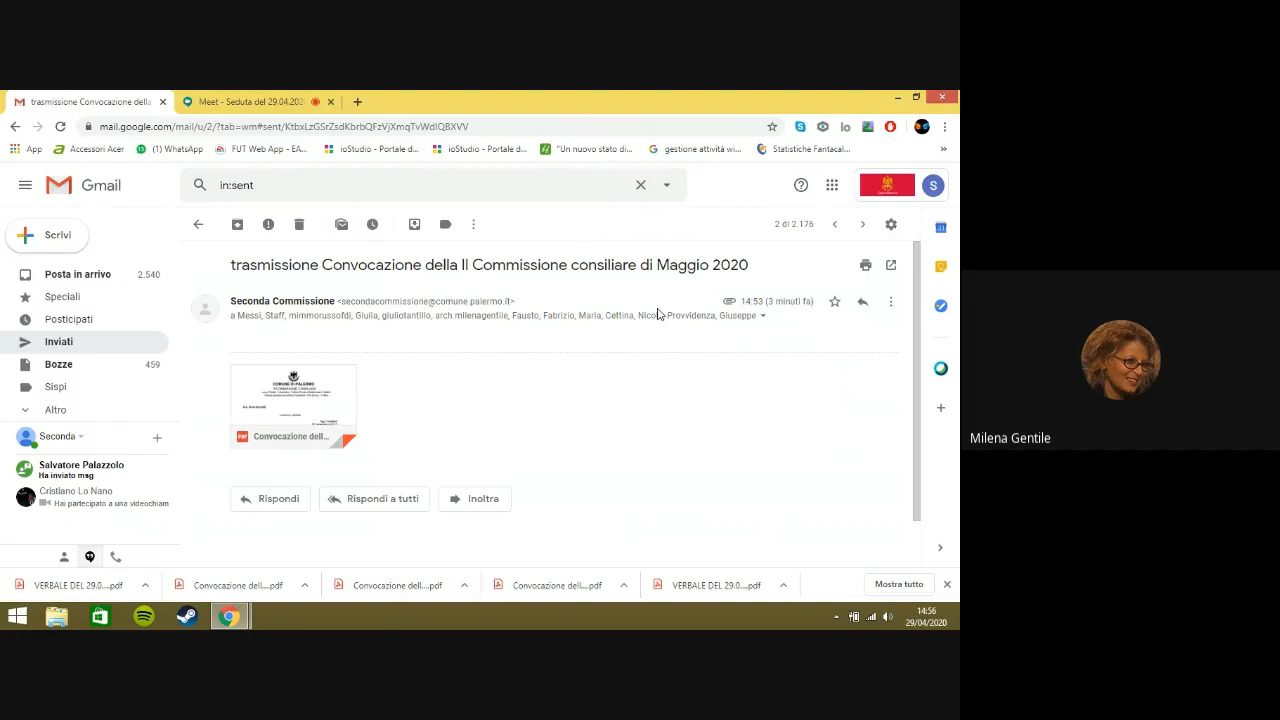 trasmissione Convocazione della
Meet - Seduta del 29.04.202
mail.google.com/mail/u/2/?tab=wm#sent/KtbxLzGSrZsdKbrbQFzVjXmqTvWdlQBXVV
App
Accessori Acer
(1) WhatsApp
FUT Web App - EA...
ioStudio - Portale d...
ioStudio - Portale d...
"Un nuovo stato di...
gestione attività wi...
Statistiche Fantacal...
Gmail
in:sent
Scrivi
2 di 2.176
Posta in arrivo 2.540
Speciali
Posticipati
Inviati
Bozze 459
Sispi
Altro
Seconda
Salvatore Palazzolo
Ha inviato msg
Cristiano Lo Nano
Hai partecipato a una videochiam
trasmissione Convocazione della II Commissione consiliare di Maggio 2020
Seconda Commissione <secondacommissione@comune.palermo.it>
14:53 (3 minuti fa)
a Messi, Staff, mimmorussofdi, Giulia, giuliotantillo, arch.milenagentile, Fausto, Fabrizio, Maria, Cettina, Nico Provvidenza, Giuseppe
COMUNE DI PALERMO
Convocazione dell...
Rispondi
Rispondi a tutti
Inoltra
VERBALE DEL 29.0....pdf
Convocazione dell....pdf
Convocazione dell....pdf
Convocazione dell....pdf
VERBALE DEL 29.0....pdf
Mostra tutto
14:56
29/04/2020
S
Milena Gentile